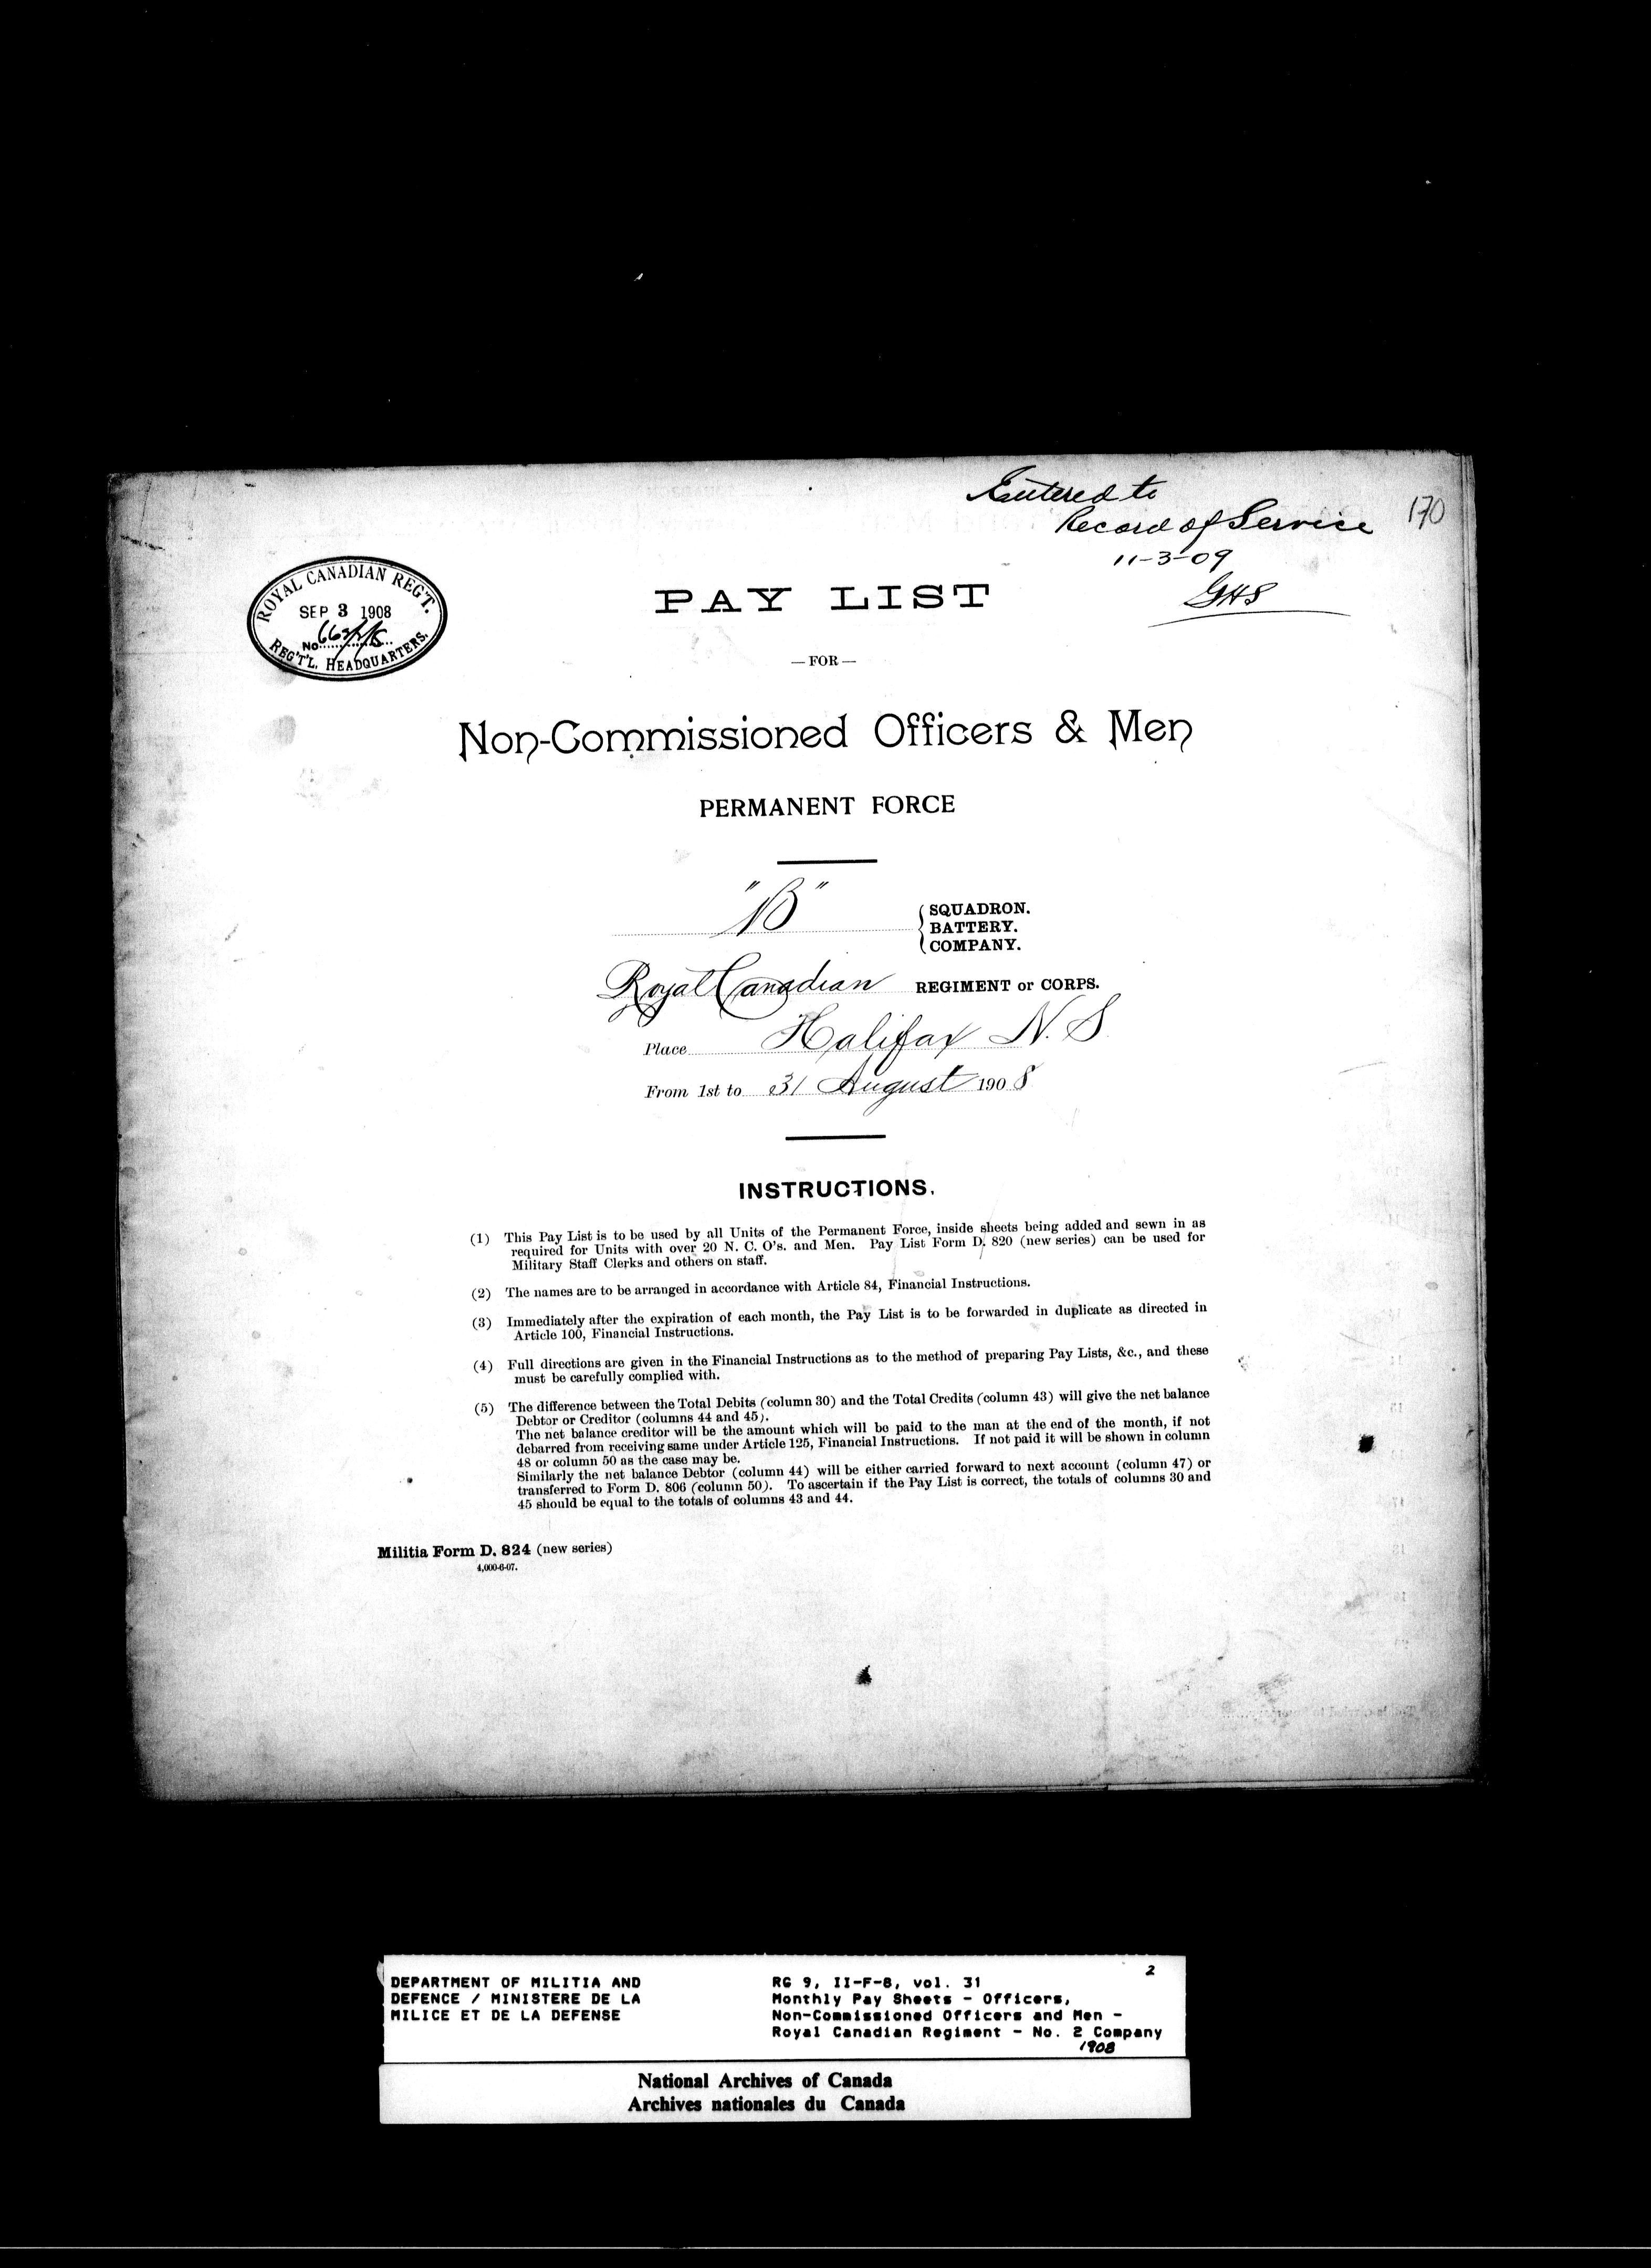 Entered to
Record of Service
170
11-3-09
GHS
ROYAL CANADIAN REG'T.
SEP 3 1908
No.
REG'T'L. HEADQUARTERS.
PAY LIST
— FOR —
Non-Commissioned Officers & Men
PERMANENT FORCE
"B"
SQUADRON.
BATTERY.
COMPANY.
Royal Canadian REGIMENT or CORPS.
Place Halifax N. S
From 1st to 31 August 1908
INSTRUCTIONS.
(1) This Pay List is to be used by all Units of the Permanent Force, inside sheets being added and sewn in as
required for Units with over 20 N. C. O's. and Men. Pay List Form D. 820 (new series) can be used for
Military Staff Clerks and others on staff.
(2) The names are to be arranged in accordance with Article 84, Financial Instructions.
(3) Immediately after the expiration of each month, the Pay List is to be forwarded in duplicate as directed in
Article 100, Financial Instructions.
(4) Full directions are given in the Financial Instructions as to the method of preparing Pay Lists, &c., and these
must be carefully complied with.
(5) The difference between the Total Debits (column 30) and the Total Credits (column 43) will give the net balance
Debtor or Creditor (columns 44 and 45).
The net balance creditor will be the amount which will be paid to the man at the end of the month, if not
debarred from receiving same under Article 125, Financial Instructions. If not paid it will be shown in column
48 or column 50 as the case may be.
Similarly the net balance Debtor (column 44) will be either carried forward to next account (column 47) or
transferred to Form D. 806 (column 50). To ascertain if the Pay List is correct, the totals of columns 30 and
45 should be equal to the totals of columns 43 and 44.
Militia Form D. 824 (new series)
4,000-6-07.
DEPARTMENT OF MILITIA AND
DEFENCE / MINISTERE DE LA
MILICE ET DE LA DEFENSE
2
RG 9, II-F-8, vol. 31
Monthly Pay Sheets - Officers,
Non-Commissioned Officers and Men -
Royal Canadian Regiment - No. 2 Company
1908
National Archives of Canada
Archives nationales du Canada